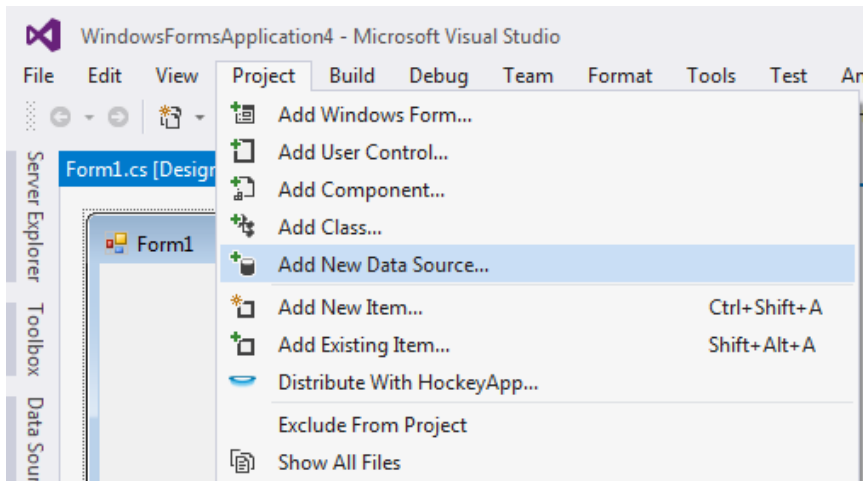 WindowsFormsApplication4 - Microsoft Visual Studio
File Edit View Project Build Debug Team Format Tools Test
Server Explorer
Toolbox
Data
Form1.cs
Form1
Add Windows Form...
Add User Control...
Add Component...
Add Class...
Add New Data Source...
Add New Item... Ctrl+Shift+A
Add Existing Item... Shift+Alt+A
Distribute With HockeyApp...
Exclude From Project
Show All Files